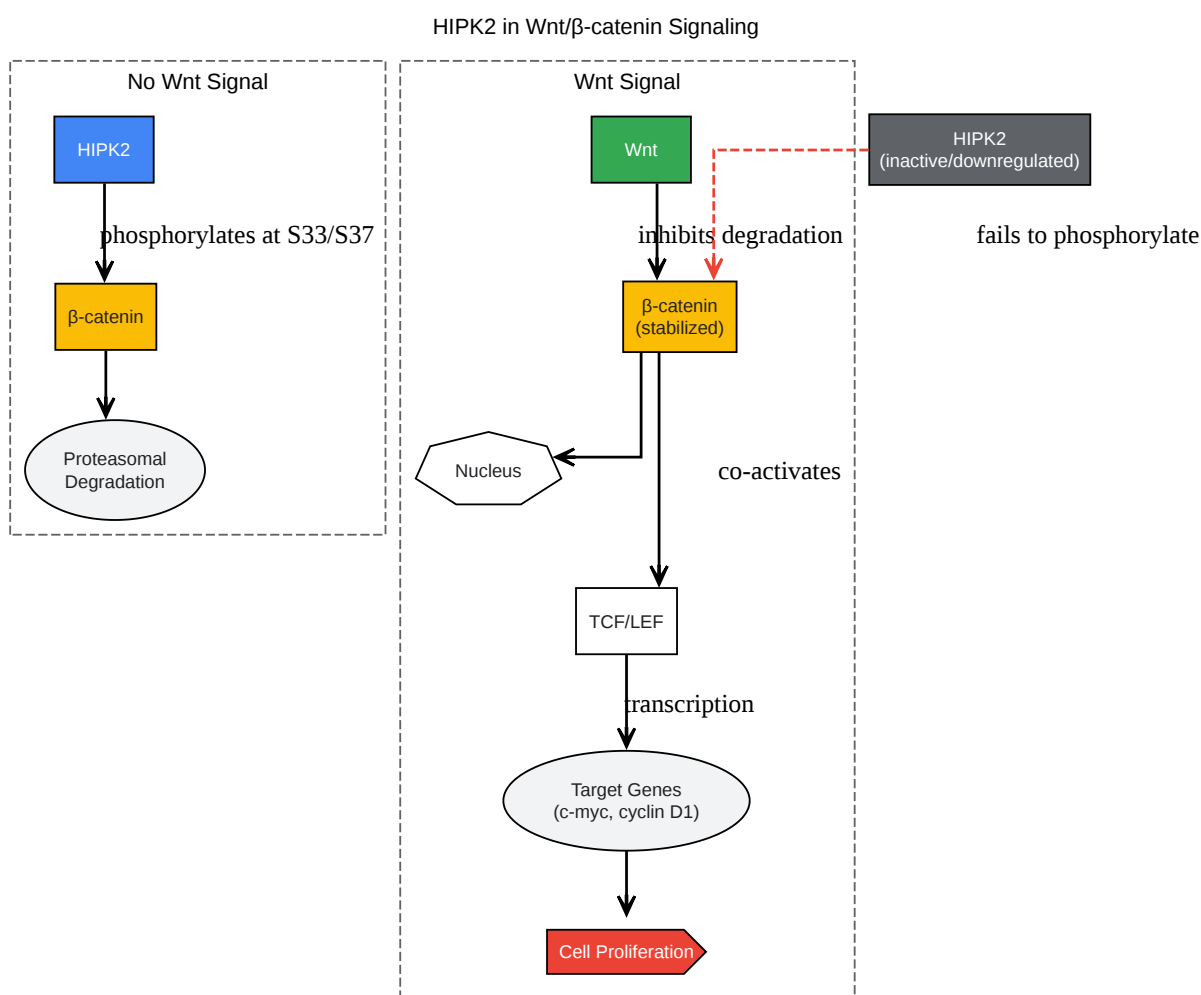 HIPK2 in Wnt/β-catenin Signaling
No Wnt Signal
HIPK2
phosphorylates at S33/S37
β-catenin
Proteasomal
Degradation
Wnt Signal
Wnt
inhibits degradation
HIPK2
(inactive/downregulated)
fails to phosphorylate
β-catenin
(stabilized)
Nucleus
co-activates
TCF/LEF
transcription
Target Genes
(c-myc, cyclin D1)
Cell Proliferation